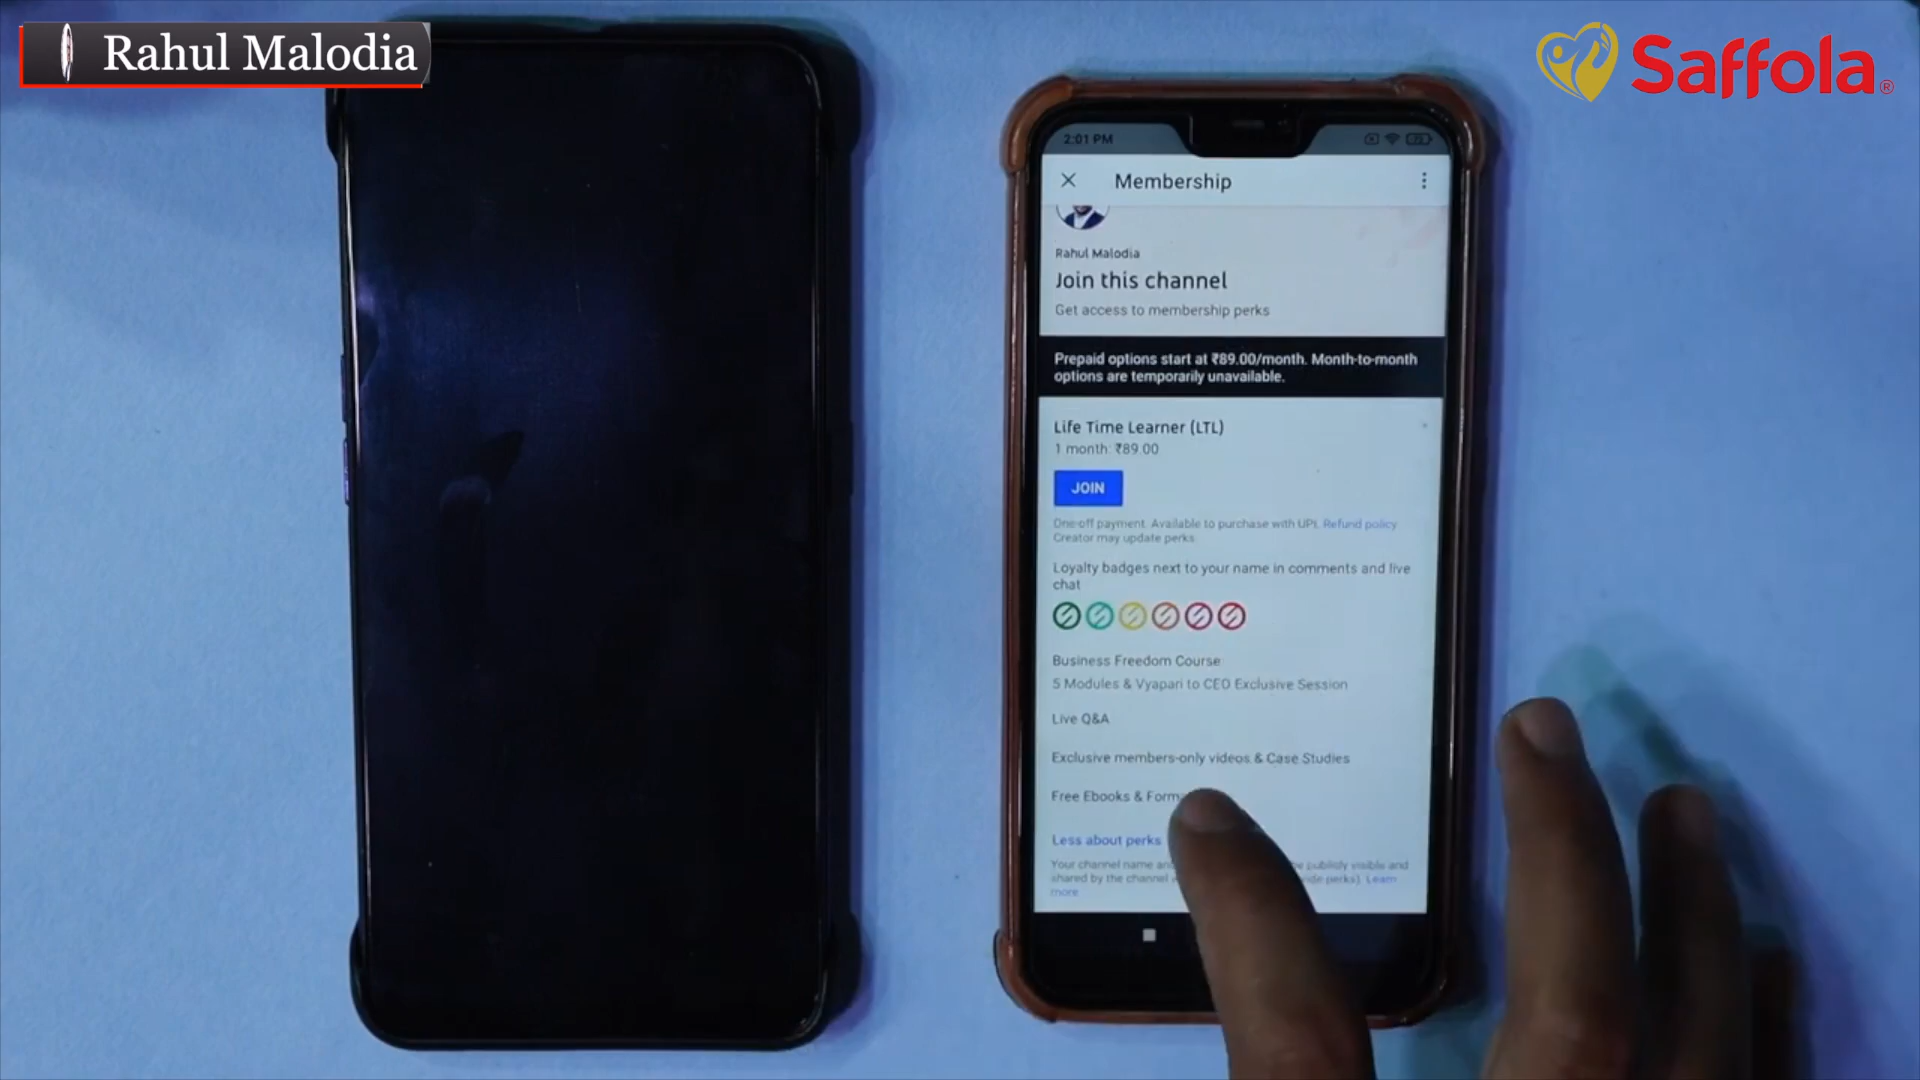 Rahul Malodia
Saffola®
2:01 PM
Membership
Rahul Malodia
Join this channel
Get access to membership perks
Prepaid options start at ₹89.00/month. Month-to-month
options are temporarily unavailable.
Life Time Learner (LTL)
1 month: ₹89.00
JOIN
One-off payment. Available to purchase with UPI. Refund policy
Creator may update perks.
Loyalty badges next to your name in comments and live
chat
Business Freedom Course
5 Modules & Vyapari to CEO Exclusive Session
Live Q&A
Exclusive members-only videos & Case Studies
Free Ebooks &
Less about perks
Your channel name and be publicly visible and
shared by the channel perks). Learn
more